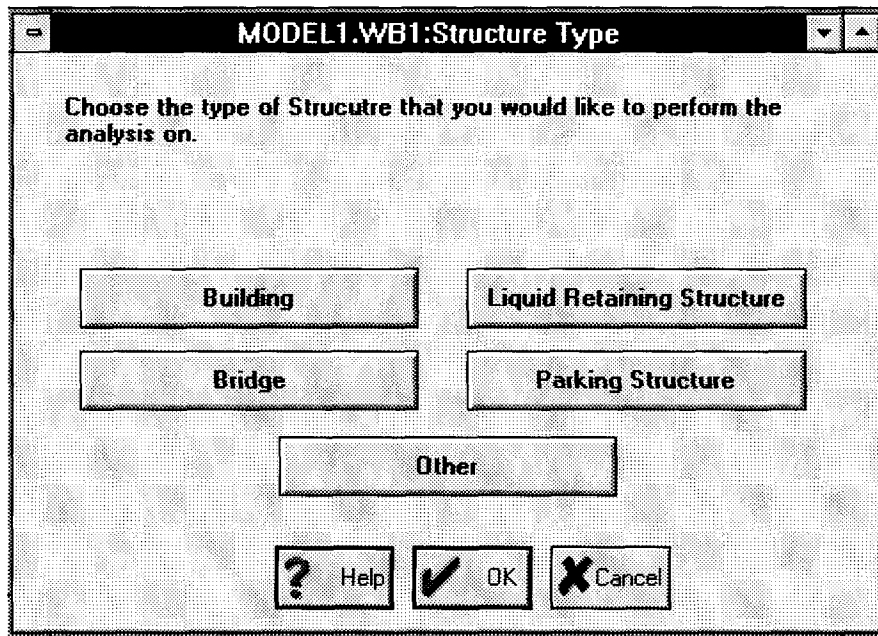 MODEL1.WB1:Structure Type
Choose the type of Strucutre that you would like to perform the
analysis on.
Building
Liquid Retaining Structure
Bridge
Parking Structure
Other
? Help
OK
Cancel